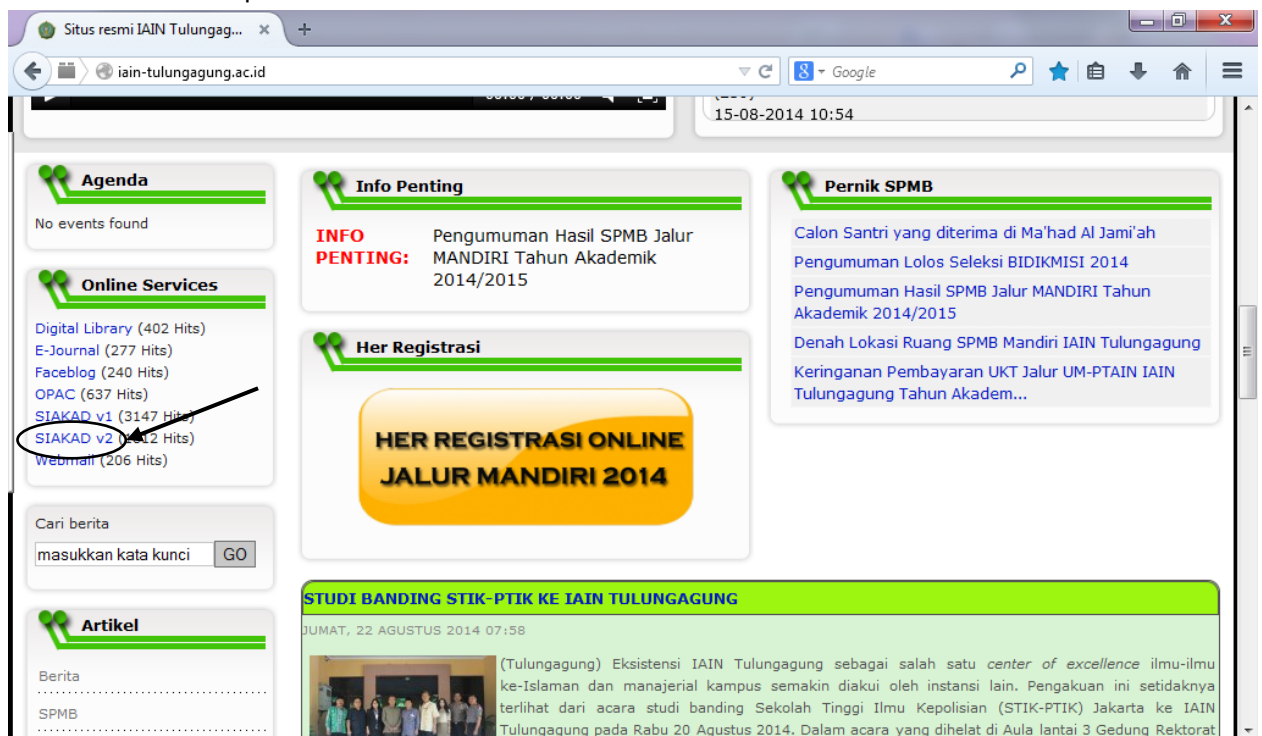 Situs resmi IAIN Tulungag...
iain-tulungagung.ac.id
Google
15-08-2014 10:54
Agenda
No events found
Online Services
Digital Library (402 Hits)
E-Journal (277 Hits)
Faceblog (240 Hits)
OPAC (637 Hits)
SIAKAD v1 (3147 Hits)
SIAKAD v2 Hits)
Webmail (206 Hits)
Cari berita
masukkan kata kunci GO
Artikel
Berita
SPMB
Info Penting
INFO PENTING:
Pengumuman Hasil SPMB Jalur
MANDIRI Tahun Akademik
2014/2015
Her Registrasi
HER REGISTRASI ONLINE
JALUR MANDIRI 2014
Pernik SPMB
Calon Santri yang diterima di Ma'had Al Jami'ah
Pengumuman Lolos Seleksi BIDIKMISI 2014
Pengumuman Hasil SPMB Jalur MANDIRI Tahun
Akademik 2014/2015
Denah Lokasi Ruang SPMB Mandiri IAIN Tulungagung
Keringanan Pembayaran UKT Jalur UM-PTAIN IAIN
Tulungagung Tahun Akadem...
STUDI BANDING STIK-PTIK KE IAIN TULUNGAGUNG
JUMAT, 22 AGUSTUS 2014 07:58
(Tulungagung) Eksistensi IAIN Tulungagung sebagai salah satu center of excellence ilmu-ilmu
ke-Islaman dan manajerial kampus semakin diakui oleh instansi lain. Pengakuan ini setidaknya
terlihat dari acara studi banding Sekolah Tinggi Ilmu Kepolisian (STIK-PTIK) Jakarta ke IAIN
Tulungagung pada Rabu 20 Agustus 2014. Dalam acara yang dihelat di Aula lantai 3 Gedung Rektorat